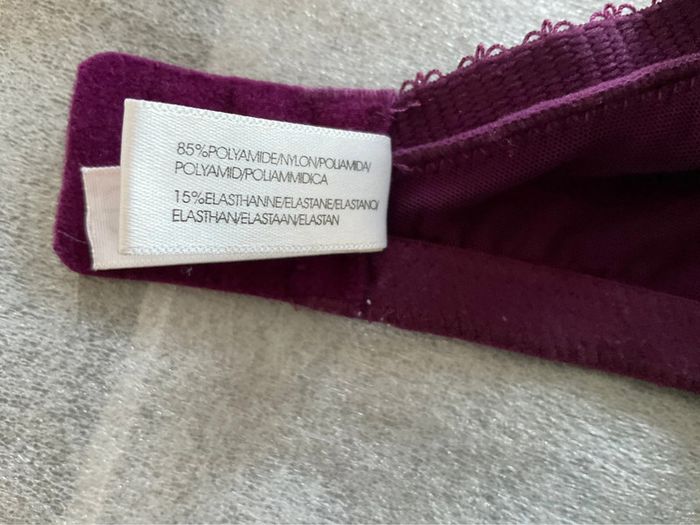 85%POLYAMIDE/NYLON/POLIAMIDA/
POLYAMID/POLIAMMIDICA
15%ELASTHANNE/ELASTANE/ELASTANO/
ELASTHAN/ELASTAAN/ELASTAN